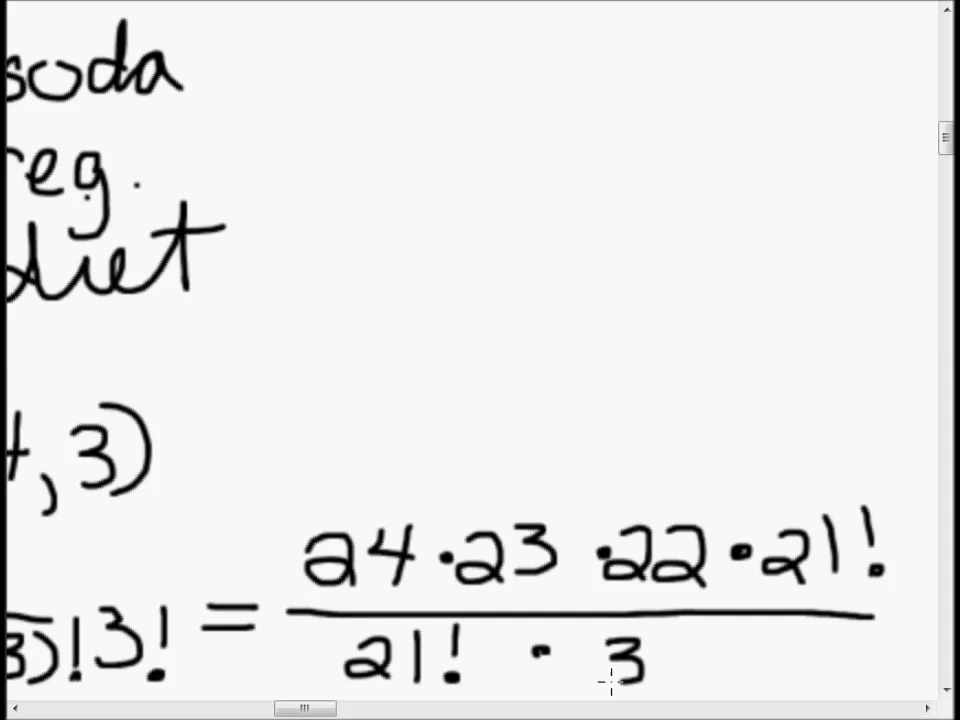 soda
reg.
diet
4,3)
24·23·22·21!
3)!3! =
21! · 3